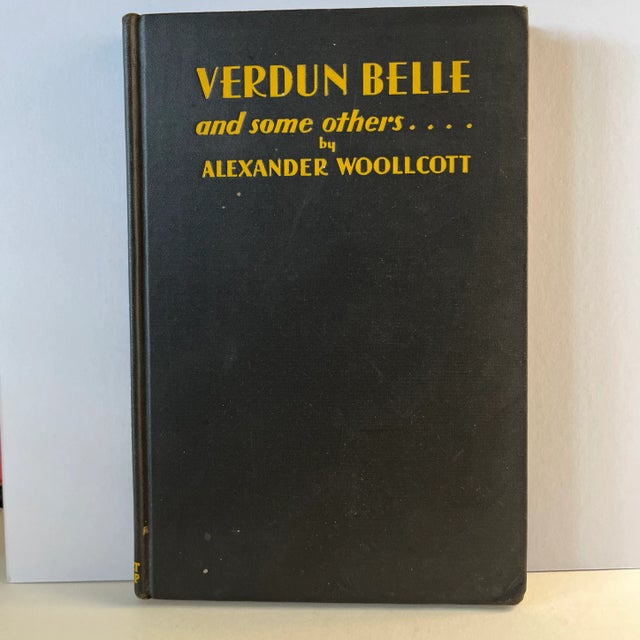 VERDUN BELLE
and some others . . . .
by
ALEXANDER WOOLLCOTT